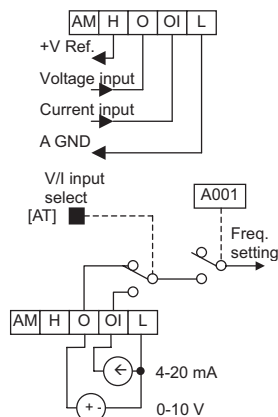 AM H O OI L
+V Ref.
Voltage input
Current input
A GND
V/I input
select
[AT]
A001
Freq.
setting
AM H O OI L
4-20 mA
+ -
0-10 V